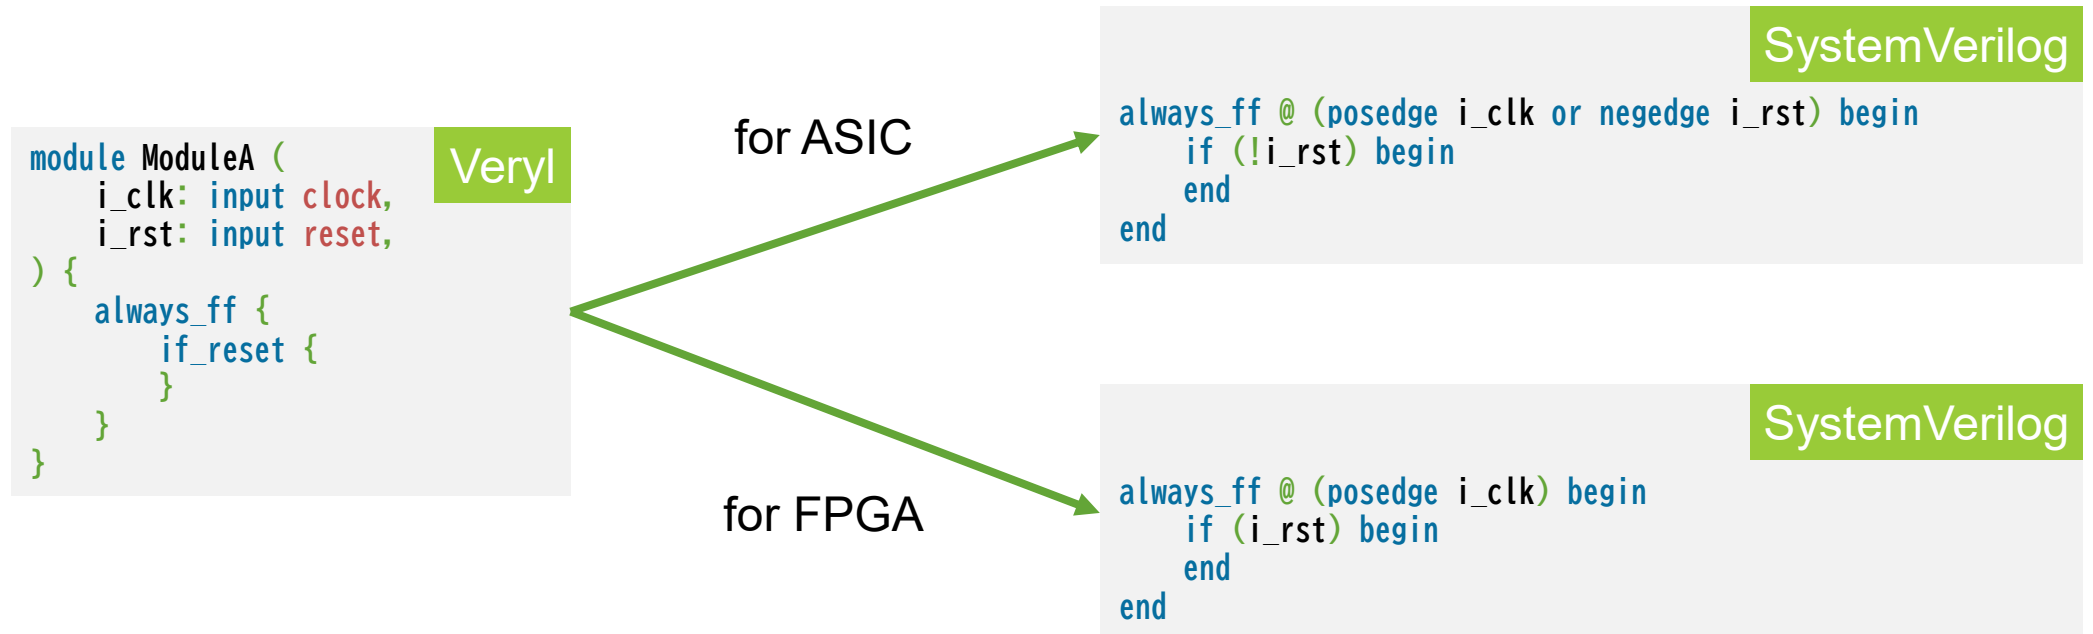 Veryl
module ModuleA (
    i_clk: input clock,
    i_rst: input reset,
) {
    always_ff {
        if_reset {
        }
    }
}
for ASIC
SystemVerilog
always_ff @ (posedge i_clk or negedge i_rst) begin
    if (!i_rst) begin
    end
end
for FPGA
SystemVerilog
always_ff @ (posedge i_clk) begin
    if (i_rst) begin
    end
end